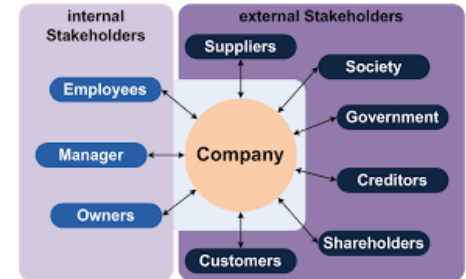 internal
Stakeholders
external Stakeholders
Suppliers
Society
Employees
Government
Manager
Company
Creditors
Owners
Shareholders
Customers